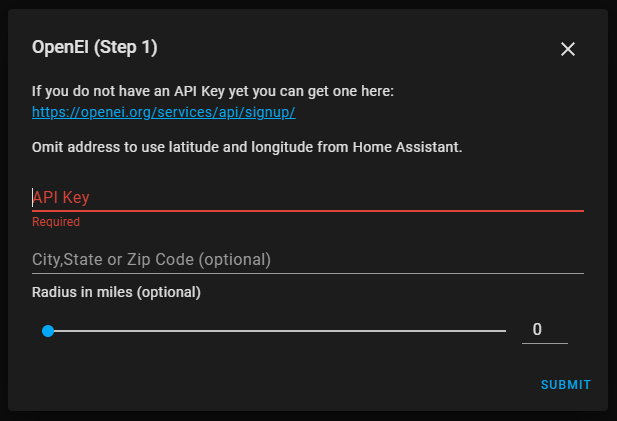 OpenEI (Step 1)
If you do not have an API Key yet you can get one here:
https://openei.org/services/api/signup/
Omit address to use latitude and longitude from Home Assistant.
API Key
Required
City,State or Zip Code (optional)
Radius in miles (optional)
0
SUBMIT